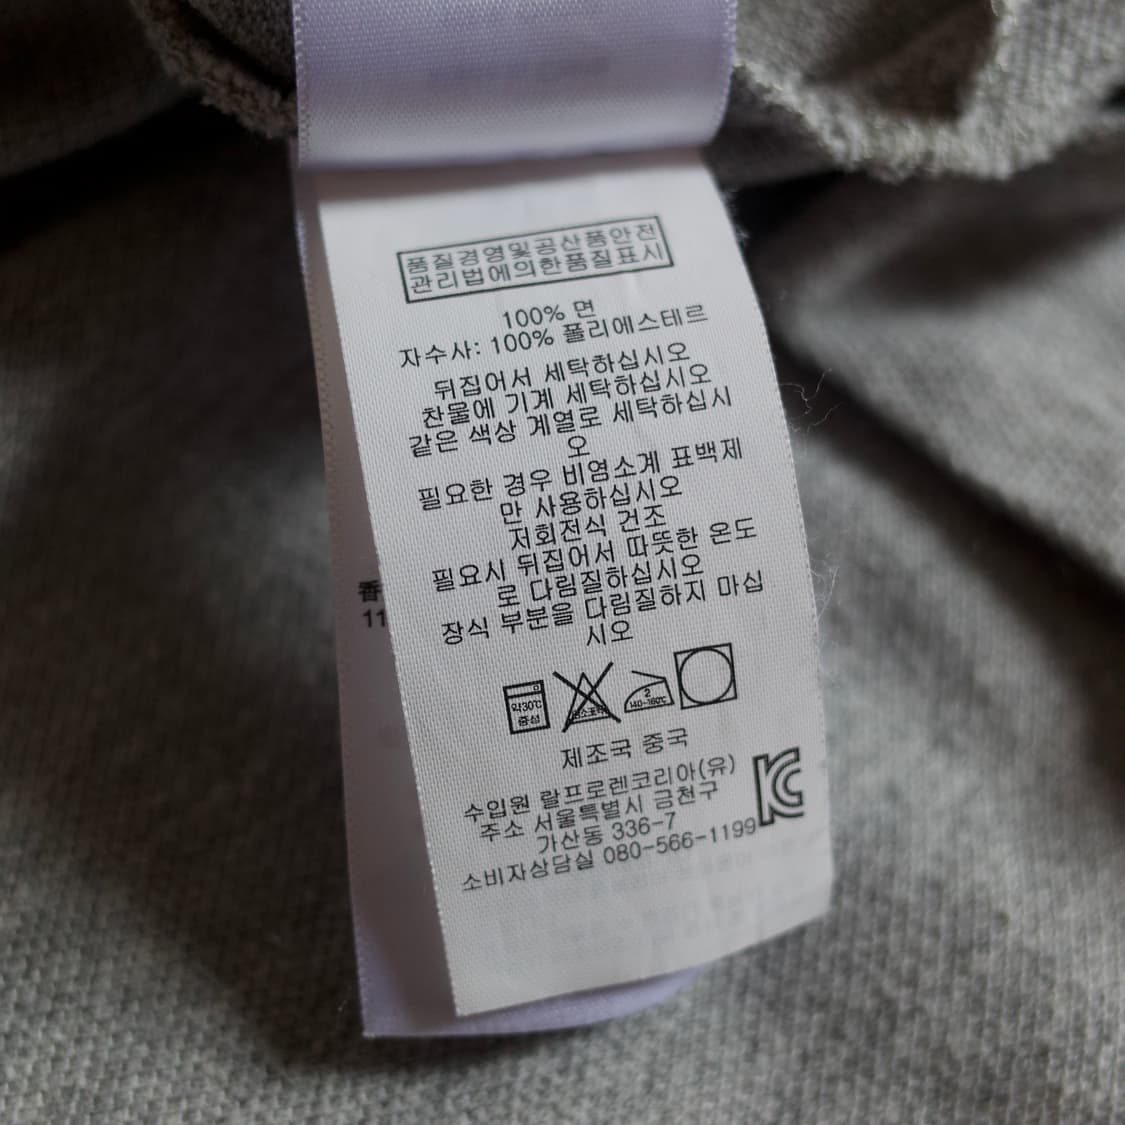 품질경영및공산품안전
관리법에의한품질표시
100% 면
자수사: 100% 폴리에스테르
뒤집어서 세탁하십시오
찬물에 기계 세탁하십시오
같은 색상 계열로 세탁하십시
오
필요한 경우 비염소계 표백제
만 사용하십시오
저회전식 건조
필요시 뒤집어서 따뜻한 온도
로 다림질하십시오
장식 부분을 다림질하지 마십
시오
약30℃
중성
2
140-160℃
제조국 중국
수입원 랄프로렌코리아(유)
주소 서울특별시 금천구
가산동 336-7
소비자상담실 080-566-1199
KC
香
11